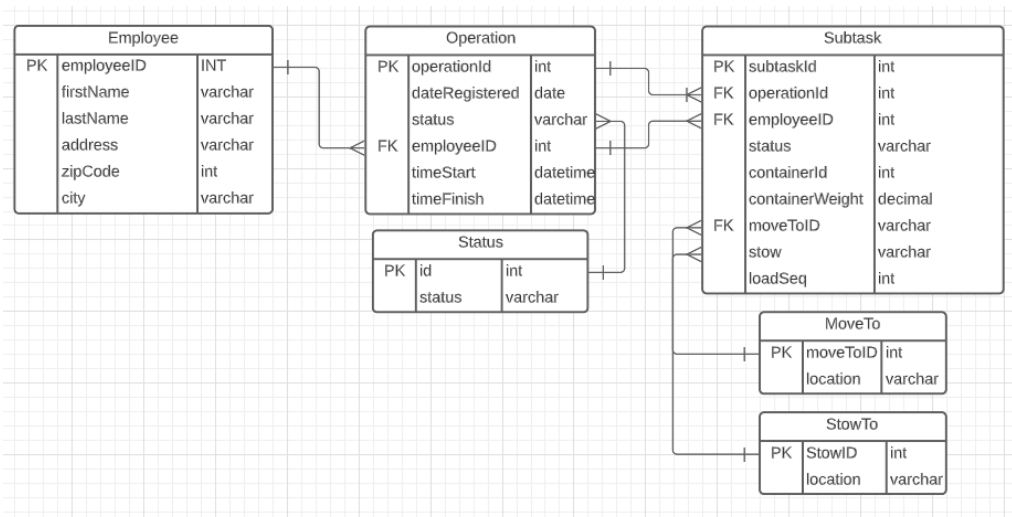 Employee
PK employeeID INT
firstName varchar
lastName varchar
address varchar
zipCode int
city varchar
Operation
PK operationId int
dateRegistered date
status varchar
FK employeeID int
timeStart datetime
timeFinish datetime
Status
PK id int
status varchar
Subtask
PK subtaskId int
FK operationId int
FK employeeID int
status varchar
containerId int
containerWeight decimal
FK moveToID varchar
stow varchar
loadSeq int
MoveTo
PK moveToID int
location varchar
StowTo
PK StowID int
location varchar